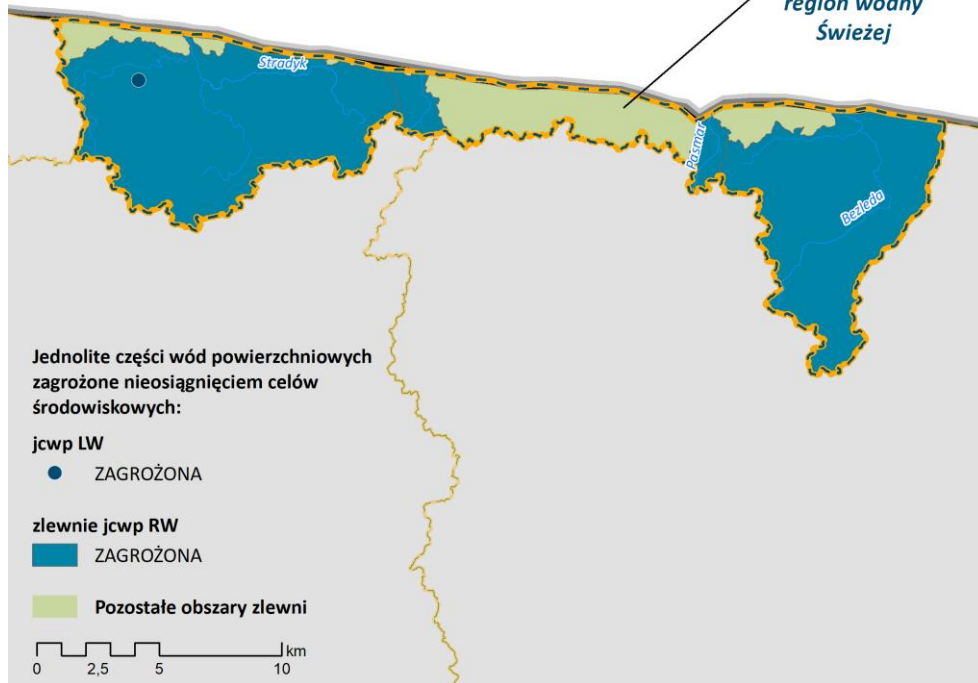 region wodny
Świeżej
Stradyk
Pasmar
Bezleda
Jednolite części wód powierzchniowych
zagrożone nieosiągnięciem celów
środowiskowych:
jcwp LW
ZAGROŻONA
zlewnie jcwp RW
ZAGROŻONA
Pozostałe obszary zlewni
km
0 2,5 5 10